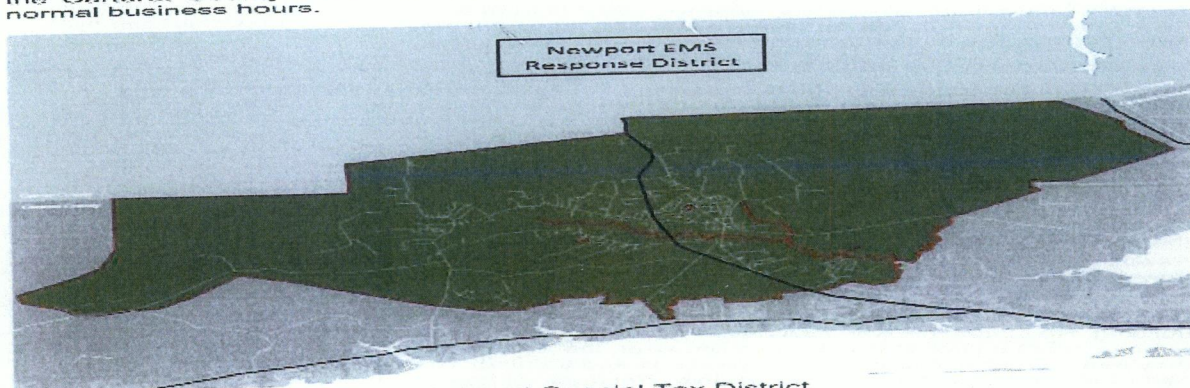 normal business hours.
Newport EMS
Response District
Special Tax District